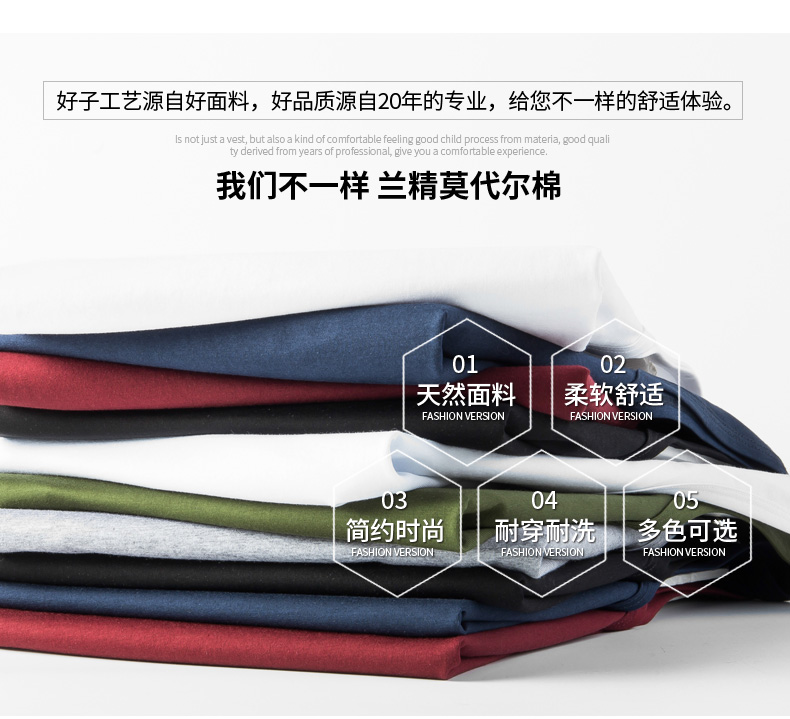 好子工艺源自好面料，好品质源自20年的专业，给您不一样的舒适体验。
Is not just a vest, but also a kind of comfortable feeling good child process from materia, good quali
ty derived from years of professional, give you a comfortable experience.
我们不一样 兰精莫代尔棉
01
天然面料
FASHION VERSION
02
柔软舒适
FASHION VERSION
03
简约时尚
FASHION VERSION
04
耐穿耐洗
FASHION VERSION
05
多色可选
FASHION VERSION